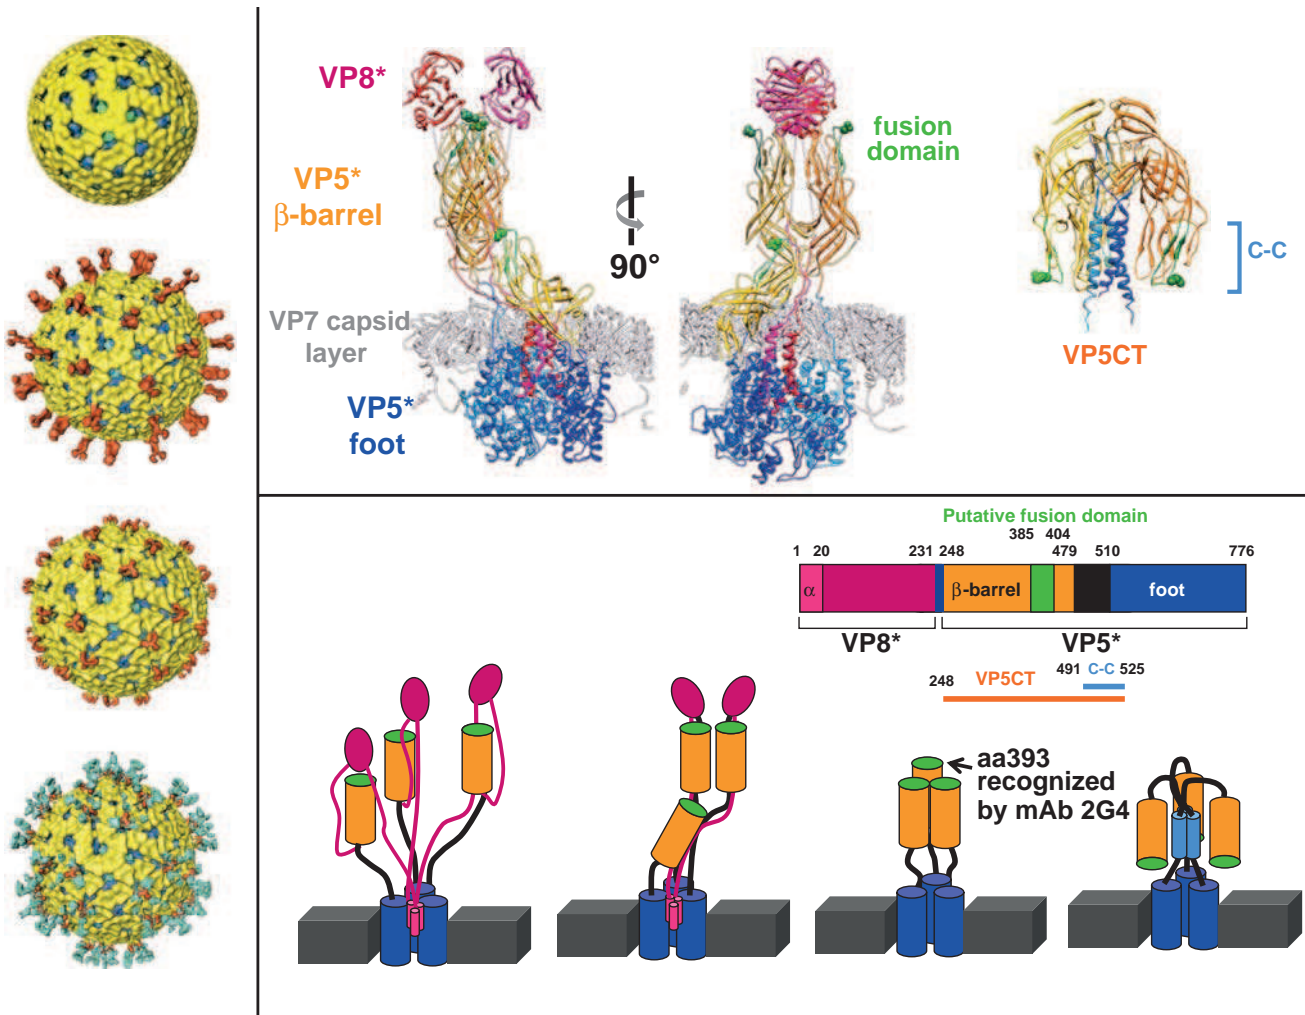 VP8*
VP5*
β-barrel
90°
VP7 capsid
layer
VP5*
foot
fusion
domain
C-C
VP5CT
Putative fusion domain
385 404
1 20 231 248 479 510 776
α β-barrel foot
VP8* VP5*
491 C-C 525
248 VP5CT
aa393
recognized
by mAb 2G4